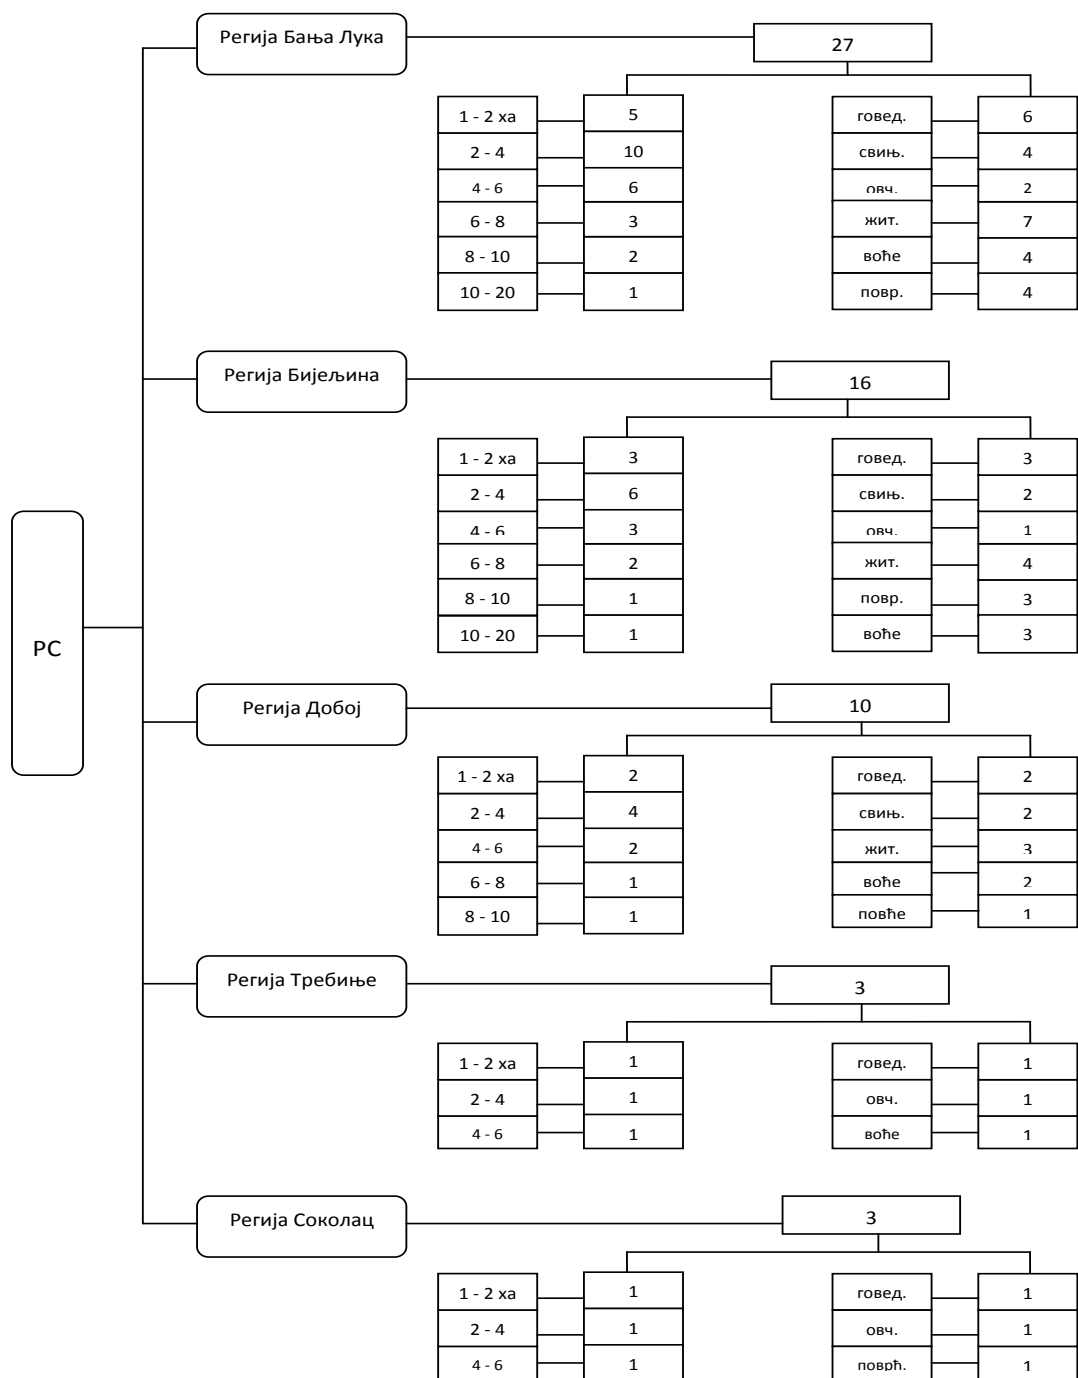 РС
Регија Бања Лука
27
1 - 2 ха 5 говед. 6
2 - 4 10 свињ. 4
4 - 6 6 овч. 2
6 - 8 3 жит. 7
8 - 10 2 воће 4
10 - 20 1 повр. 4
Регија Бијељина
16
1 - 2 ха 3 говед. 3
2 - 4 6 свињ. 2
4 - 6 3 овч. 1
6 - 8 2 жит. 4
8 - 10 1 повр. 3
10 - 20 1 воће 3
Регија Добој
10
1 - 2 ха 2 говед. 2
2 - 4 4 свињ. 2
4 - 6 2 жит. 3
6 - 8 1 воће 2
8 - 10 1 повће 1
Регија Требиње
3
1 - 2 ха 1 говед. 1
2 - 4 1 овч. 1
4 - 6 1 воће 1
Регија Соколац
3
1 - 2 ха 1 говед. 1
2 - 4 1 овч. 1
4 - 6 1 поврћ. 1